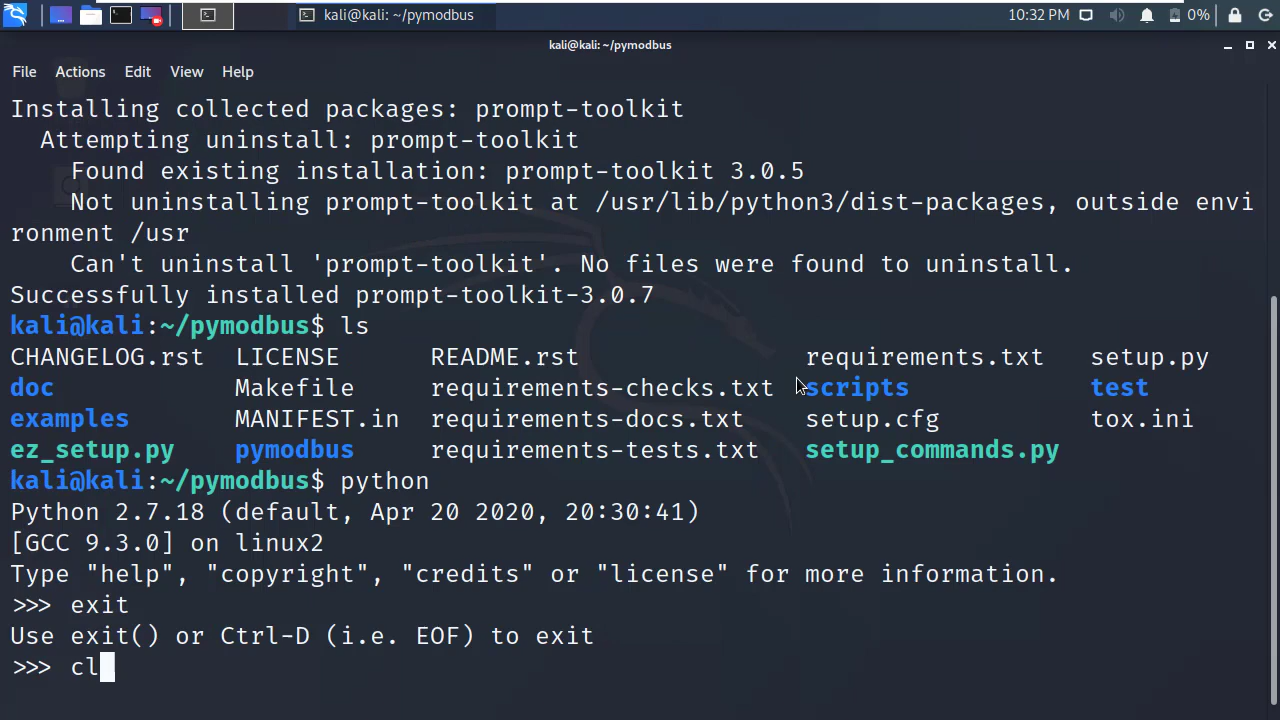 kali@kali: ~/pymodbus 10:32 PM 0%
kali@kali: ~/pymodbus
File Actions Edit View Help
Installing collected packages: prompt-toolkit
  Attempting uninstall: prompt-toolkit
    Found existing installation: prompt-toolkit 3.0.5
    Not uninstalling prompt-toolkit at /usr/lib/python3/dist-packages, outside envi
ronment /usr
    Can't uninstall 'prompt-toolkit'. No files were found to uninstall.
Successfully installed prompt-toolkit-3.0.7
kali@kali:~/pymodbus$ ls
CHANGELOG.rst  LICENSE      README.rst               requirements.txt   setup.py
doc            Makefile     requirements-checks.txt  scripts            test
examples       MANIFEST.in  requirements-docs.txt    setup.cfg          tox.ini
ez_setup.py    pymodbus     requirements-tests.txt   setup_commands.py
kali@kali:~/pymodbus$ python
Python 2.7.18 (default, Apr 20 2020, 20:30:41)
[GCC 9.3.0] on linux2
Type "help", "copyright", "credits" or "license" for more information.
>>> exit
Use exit() or Ctrl-D (i.e. EOF) to exit
>>> cl